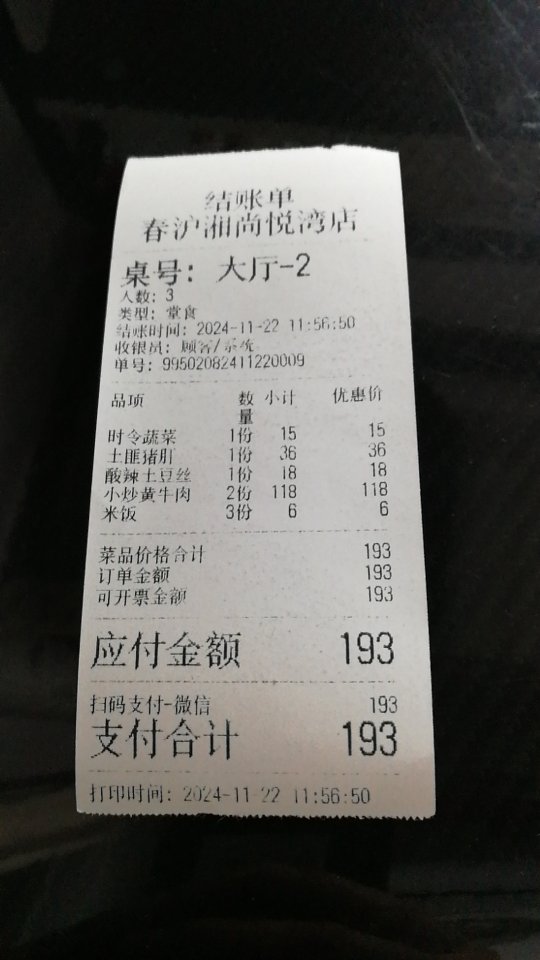 结账单
春沪湘尚悦湾店
桌号: 大厅-2
人数: 3
类型: 堂食
结账时间: 2024-11-22 11:56:50
收银员: 顾客/系统
单号: 99502082411220009
品项 数量 小计 优惠价
时令蔬菜 1份 15 15
土匪猪肝 1份 36 36
酸辣土豆丝 1份 18 18
小炒黄牛肉 2份 118 118
米饭 3份 6 6
菜品价格合计 193
订单金额 193
可开票金额 193
应付金额 193
扫码支付-微信 193
支付合计 193
打印时间: 2024-11-22 11:56:50